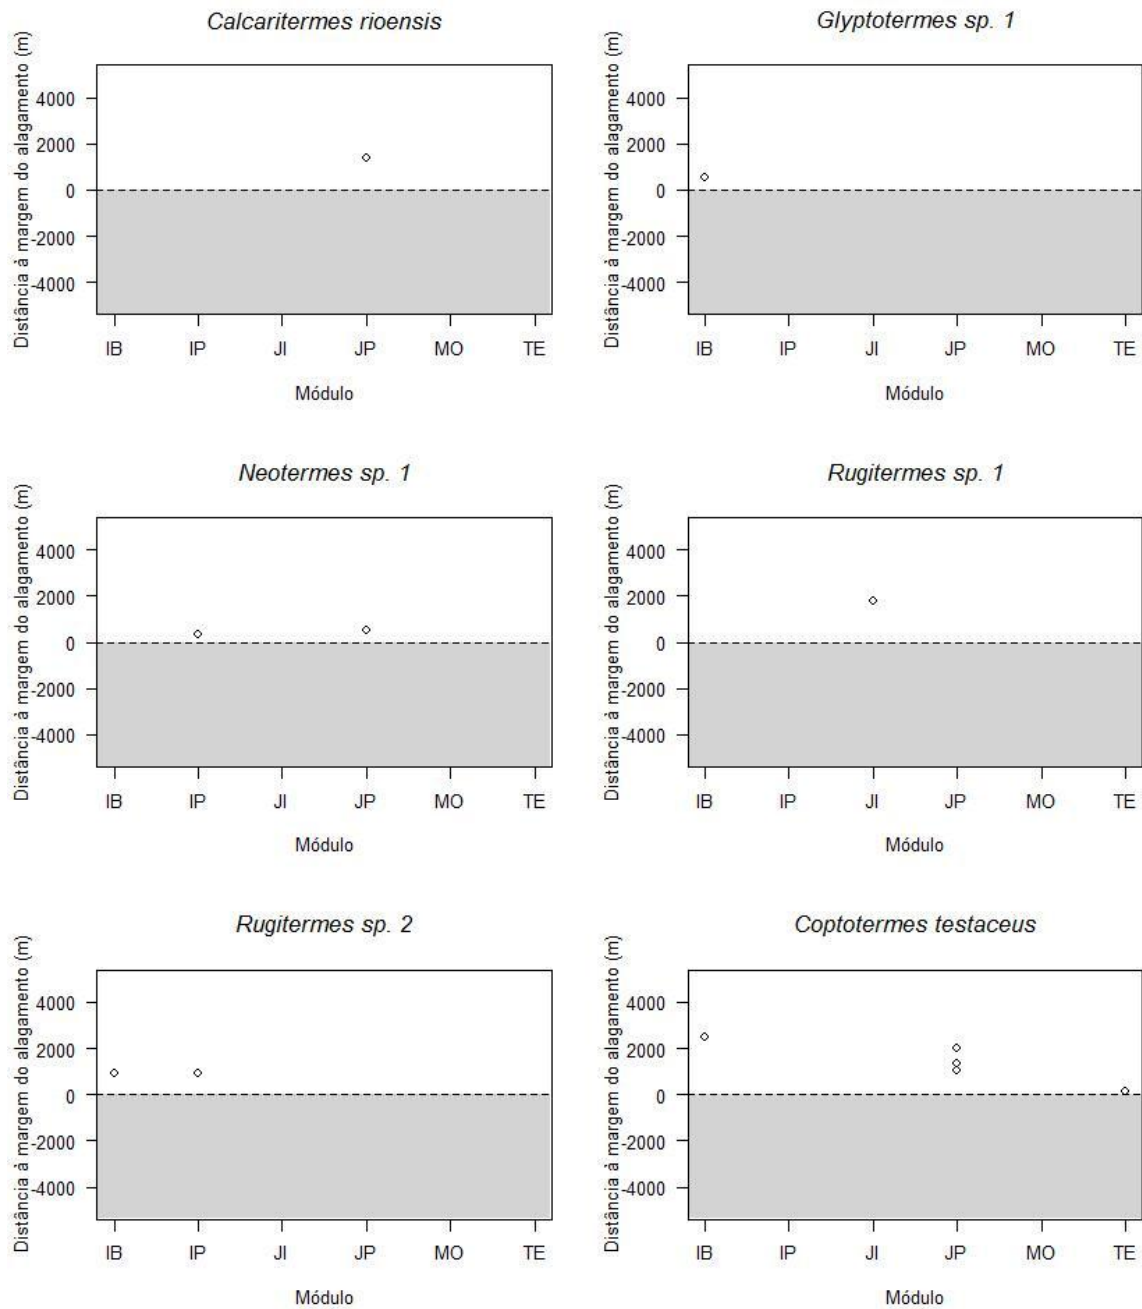 Calcaritermes rioensis
Distância à margem do alagamento (m)
4000
2000
0
-2000
-4000
IB IP JI JP MO TE
Módulo
Glyptotermes sp. 1
Distância à margem do alagamento (m)
4000
2000
0
-2000
-4000
IB IP JI JP MO TE
Módulo
Neotermes sp. 1
Distância à margem do alagamento (m)
4000
2000
0
-2000
-4000
IB IP JI JP MO TE
Módulo
Rugitermes sp. 1
Distância à margem do alagamento (m)
4000
2000
0
-2000
-4000
IB IP JI JP MO TE
Módulo
Rugitermes sp. 2
Distância à margem do alagamento (m)
4000
2000
0
-2000
-4000
IB IP JI JP MO TE
Módulo
Coptotermes testaceus
Distância à margem do alagamento (m)
4000
2000
0
-2000
-4000
IB IP JI JP MO TE
Módulo